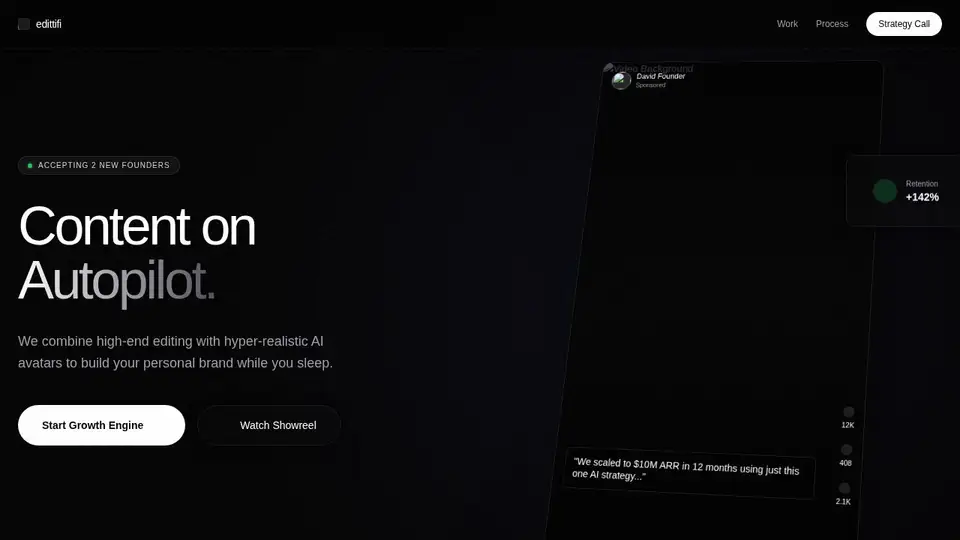 edittifi
Work
Process
Strategy Call
Video Background
David Founder
Sponsored
ACCEPTING 2 NEW FOUNDERS
Retention
+142%
Content on
Autopilot.
We combine high-end editing with hyper-realistic AI
avatars to build your personal brand while you sleep.
Start Growth Engine
Watch Showreel
12K
408
2.1K
"We scaled to $10M ARR in 12 months using just this
one AI strategy..."